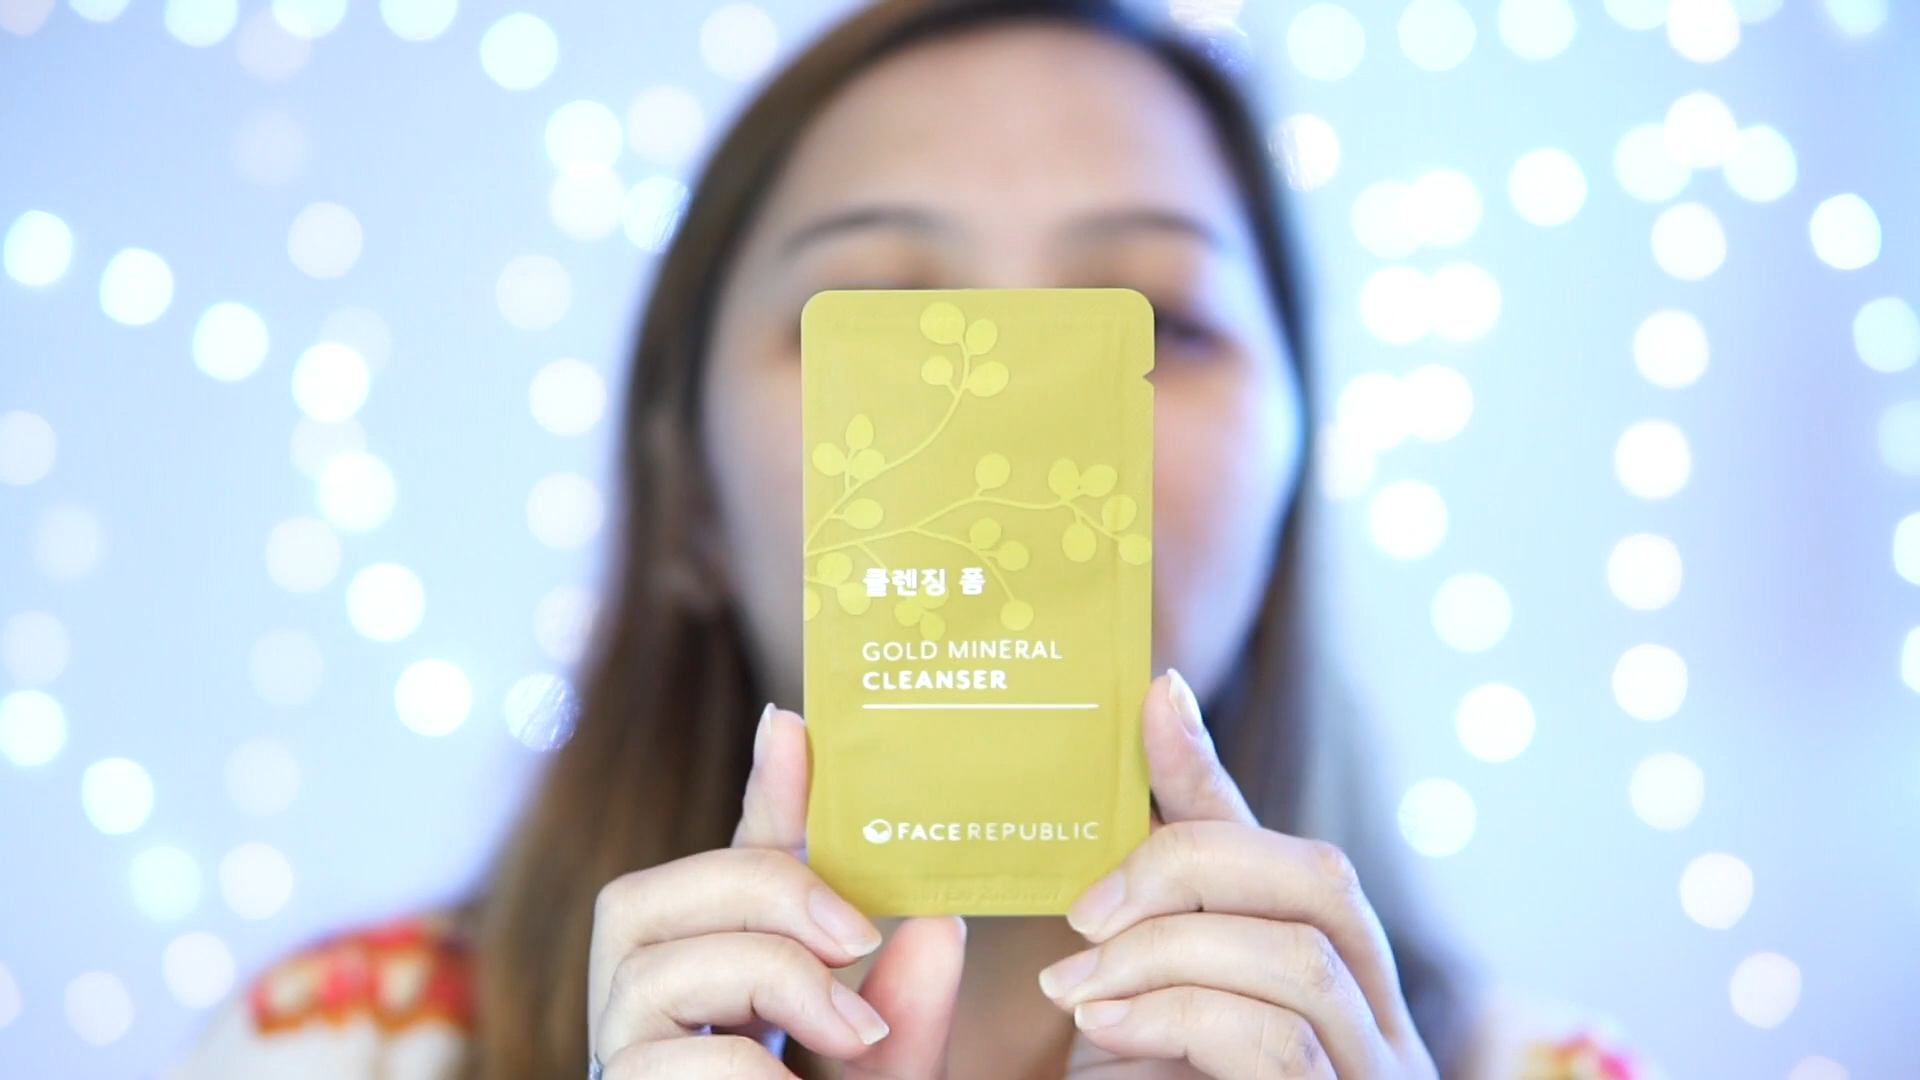 클렌징 폼
GOLD MINERAL
CLEANSER
FACE REPUBLIC